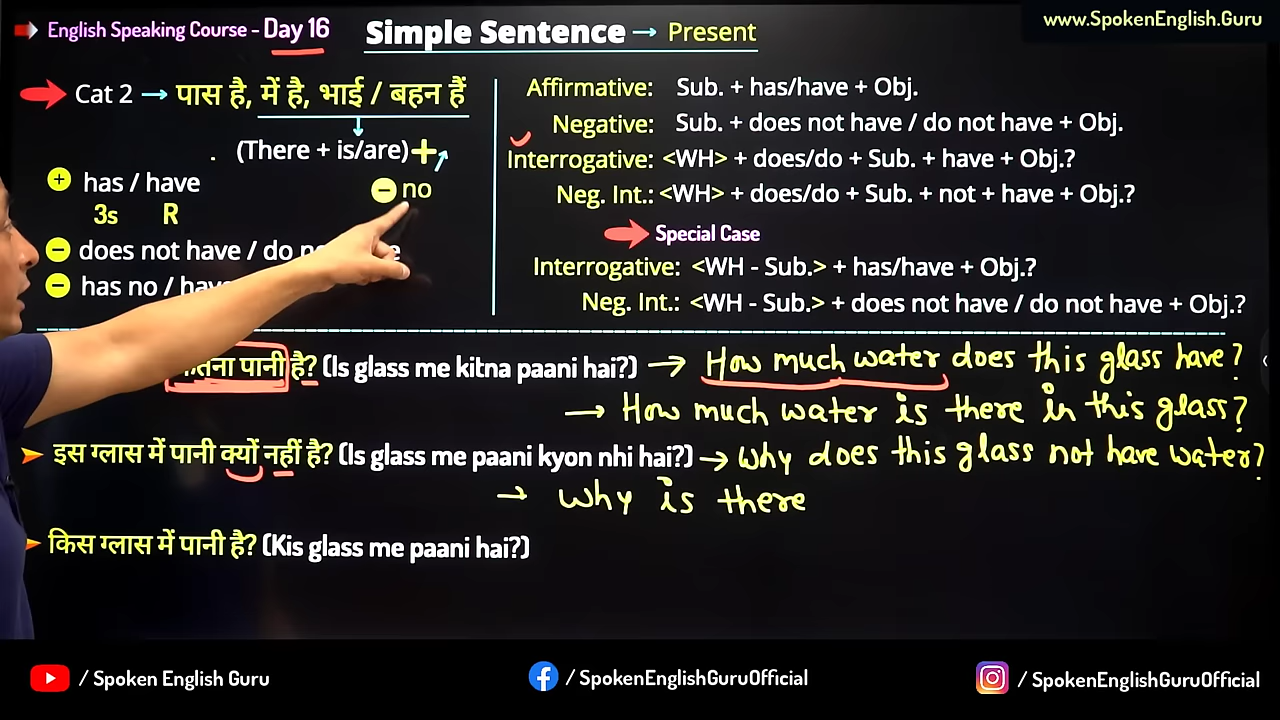 English Speaking Course - Day 16
Simple Sentence → Present
www.SpokenEnglish.Guru
Cat 2 → पास है, में है, भाई / बहन हैं
. (There + is/are) +
- no
+ has / have
3s R
- does not have / do
- has no /
Affirmative: Sub. + has/have + Obj.
Negative: Sub. + does not have / do not have + Obj.
Interrogative: <WH> + does/do + Sub. + have + Obj.?
Neg. Int.: <WH> + does/do + Sub. + not + have + Obj.?
Special Case
Interrogative: <WH - Sub.> + has/have + Obj.?
Neg. Int.: <WH - Sub.> + does not have / do not have + Obj.?
पानी है? (Is glass me kitna paani hai?) → How much water does this glass have?
→ How much water is there in this glass?
इस ग्लास में पानी क्यों नहीं है? (Is glass me paani kyon nhi hai?) → Why does this glass not have water?
→ Why is there
किस ग्लास में पानी है? (Kis glass me paani hai?)
/ Spoken English Guru
/ SpokenEnglishGuruOfficial
/ SpokenEnglishGuruOfficial